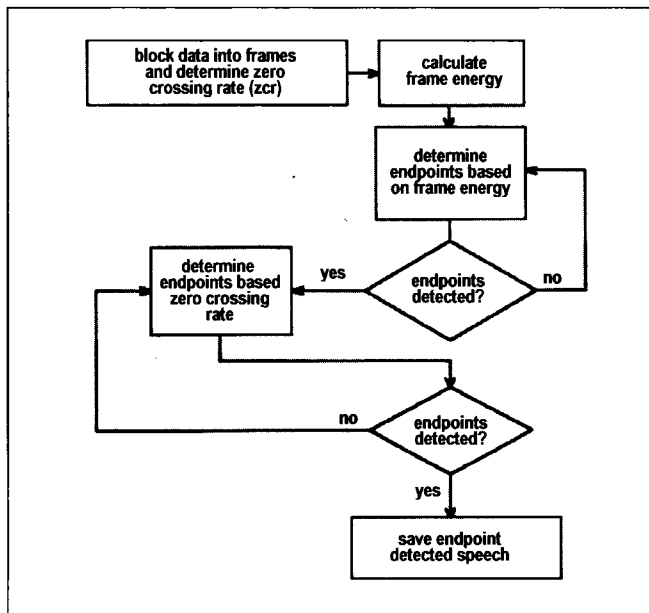 block data into frames
and determine zero
crossing rate (zcr)
calculate
frame energy
determine
endpoints based
on frame energy
endpoints
detected?
yes
no
determine
endpoints based
zero crossing
rate
endpoints
detected?
no
yes
save endpoint
detected speech